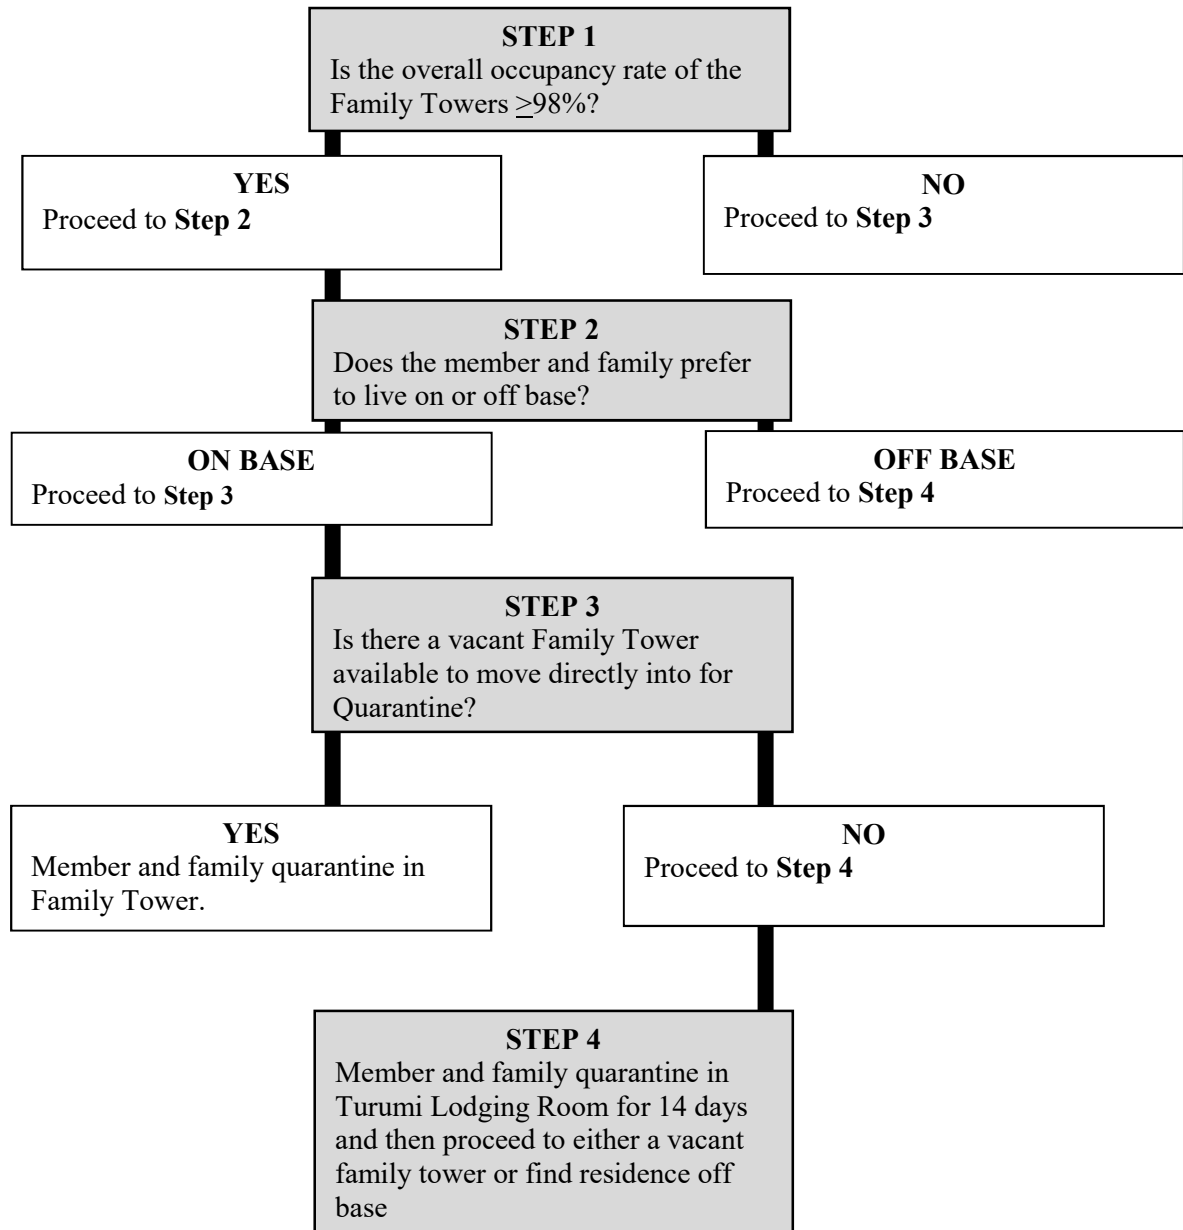 STEP 1
Is the overall occupancy rate of the
Family Towers ≥98%?
YES
Proceed to Step 2
NO
Proceed to Step 3
STEP 2
Does the member and family prefer
to live on or off base?
ON BASE
Proceed to Step 3
OFF BASE
Proceed to Step 4
STEP 3
Is there a vacant Family Tower
available to move directly into for
Quarantine?
YES
Member and family quarantine in
Family Tower.
NO
Proceed to Step 4
STEP 4
Member and family quarantine in
Turumi Lodging Room for 14 days
and then proceed to either a vacant
family tower or find residence off
base